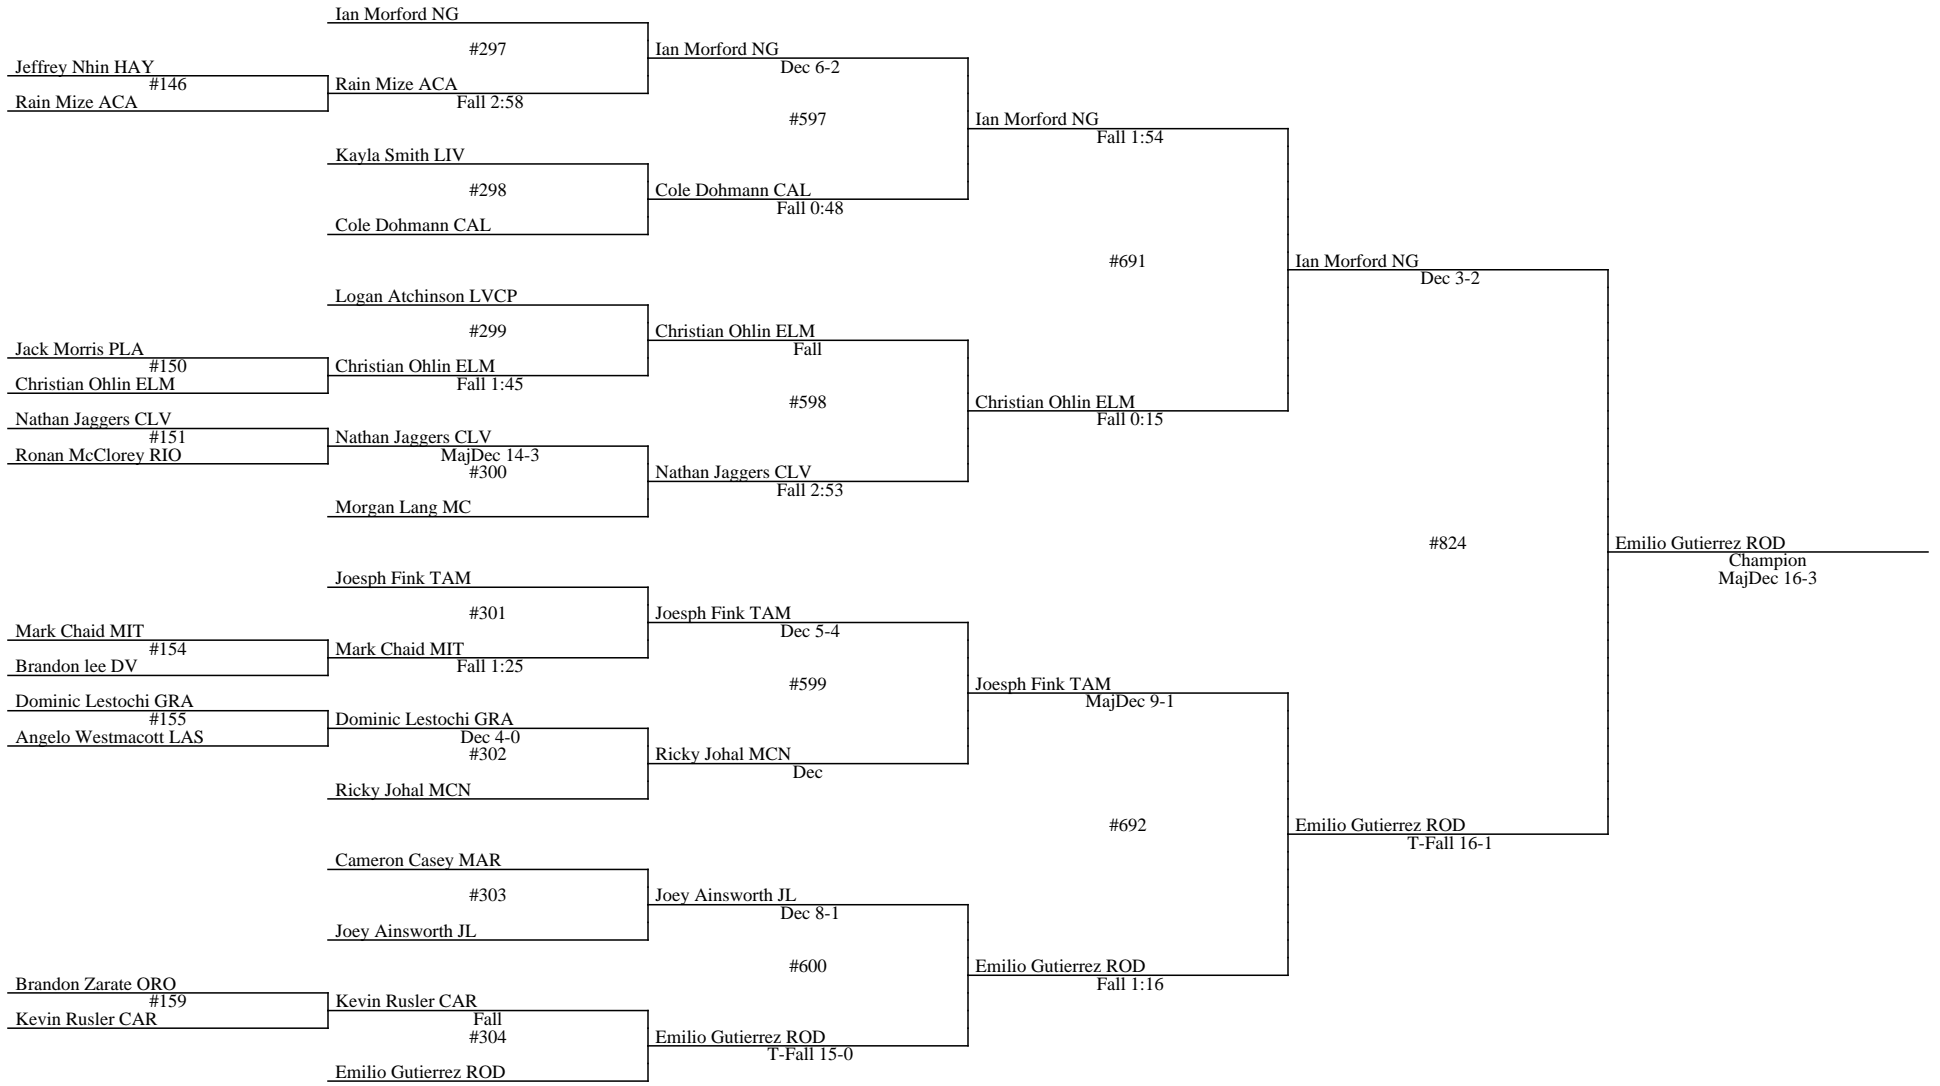 Ian Morford NG
#297
Ian Morford NG
Dec 6-2
Jeffrey Nhin HAY
#146
Rain Mize ACA
Rain Mize ACA
Fall 2:58
#597
Ian Morford NG
Fall 1:54
Kayla Smith LIV
#298
Cole Dohmann CAL
Fall 0:48
Cole Dohmann CAL
#691
Ian Morford NG
Dec 3-2
Logan Atchinson LVCP
#299
Christian Ohlin ELM
Fall
Jack Morris PLA
#150
Christian Ohlin ELM
Christian Ohlin ELM
Fall 1:45
#598
Christian Ohlin ELM
Fall 0:15
Nathan Jaggers CLV
#151
Ronan McClorey RIO
Nathan Jaggers CLV
MajDec 14-3
#300
Nathan Jaggers CLV
Fall 2:53
Morgan Lang MC
#824
Emilio Gutierrez ROD
Champion
MajDec 16-3
Joesph Fink TAM
#301
Joesph Fink TAM
Dec 5-4
Mark Chaid MIT
#154
Brandon lee DV
Mark Chaid MIT
Fall 1:25
#599
Joesph Fink TAM
MajDec 9-1
Dominic Lestochi GRA
#155
Angelo Westmacott LAS
Dominic Lestochi GRA
Dec 4-0
#302
Ricky Johal MCN
Dec
Ricky Johal MCN
#692
Emilio Gutierrez ROD
T-Fall 16-1
Cameron Casey MAR
#303
Joey Ainsworth JL
Dec 8-1
Joey Ainsworth JL
#600
Emilio Gutierrez ROD
Fall 1:16
Brandon Zarate ORO
#159
Kevin Rusler CAR
Kevin Rusler CAR
Fall
#304
Emilio Gutierrez ROD
T-Fall 15-0
Emilio Gutierrez ROD